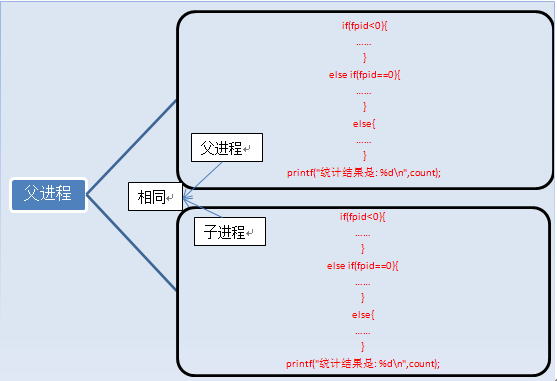 if(fpid<0){
……
}
else if(fpid==0){
……
}
else{
……
}
printf("统计结果是: %d\n",count);
父进程
父进程
相同
子进程
if(fpid<0){
……
}
else if(fpid==0){
……
}
else{
……
}
printf("统计结果是: %d\n",count);